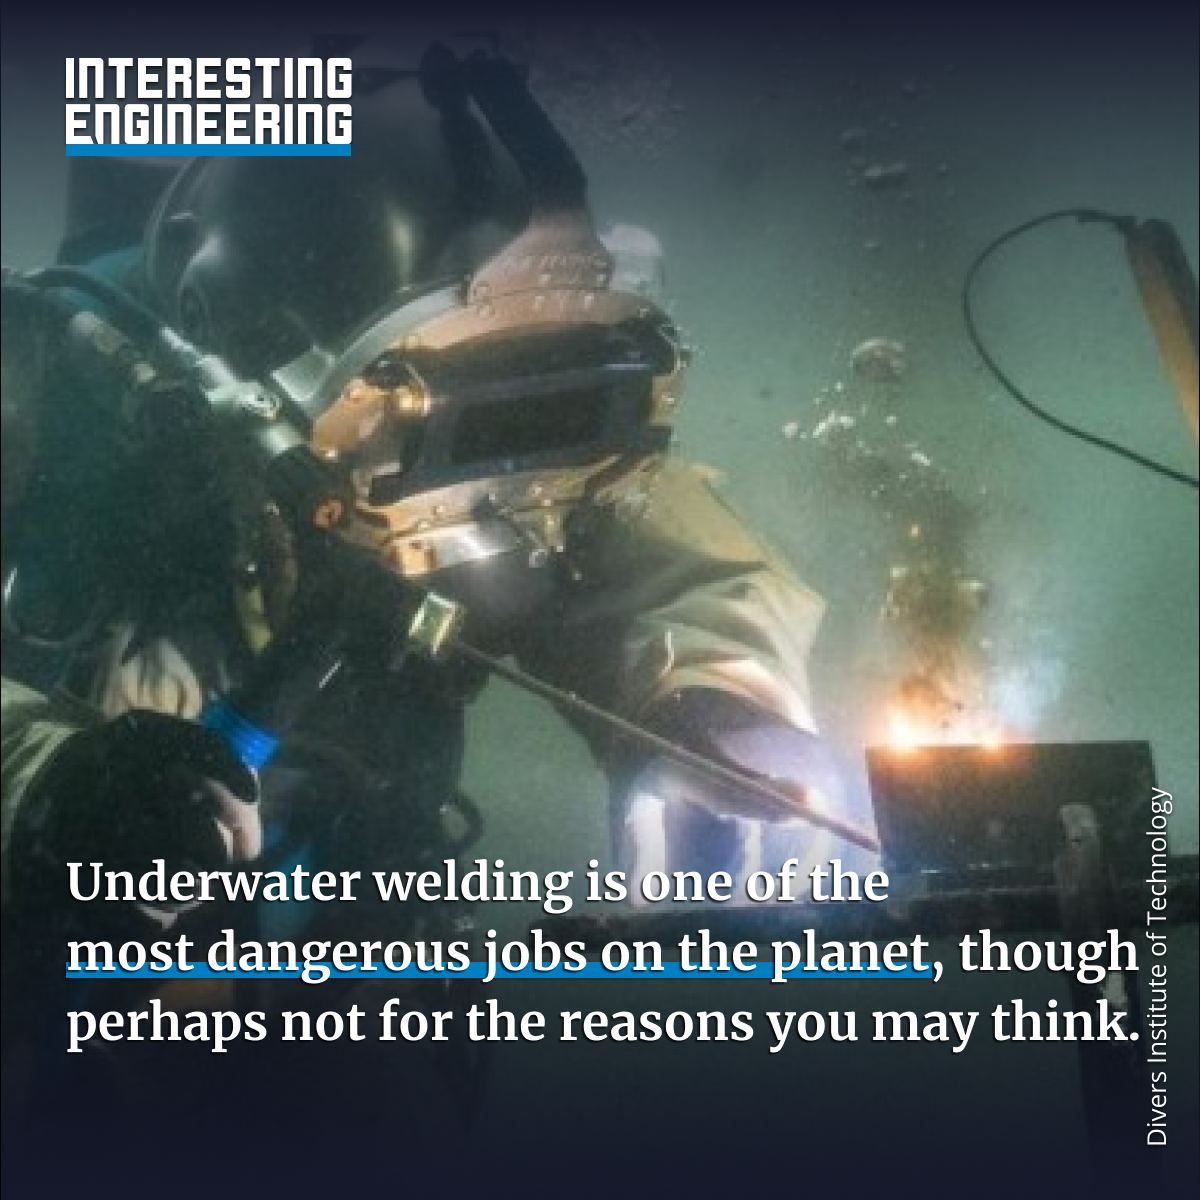 INTERESTING
ENGINEERING
Underwater welding is one of the
most dangerous jobs on the planet, though
perhaps not for the reasons you may think.
Divers Institute of Technology